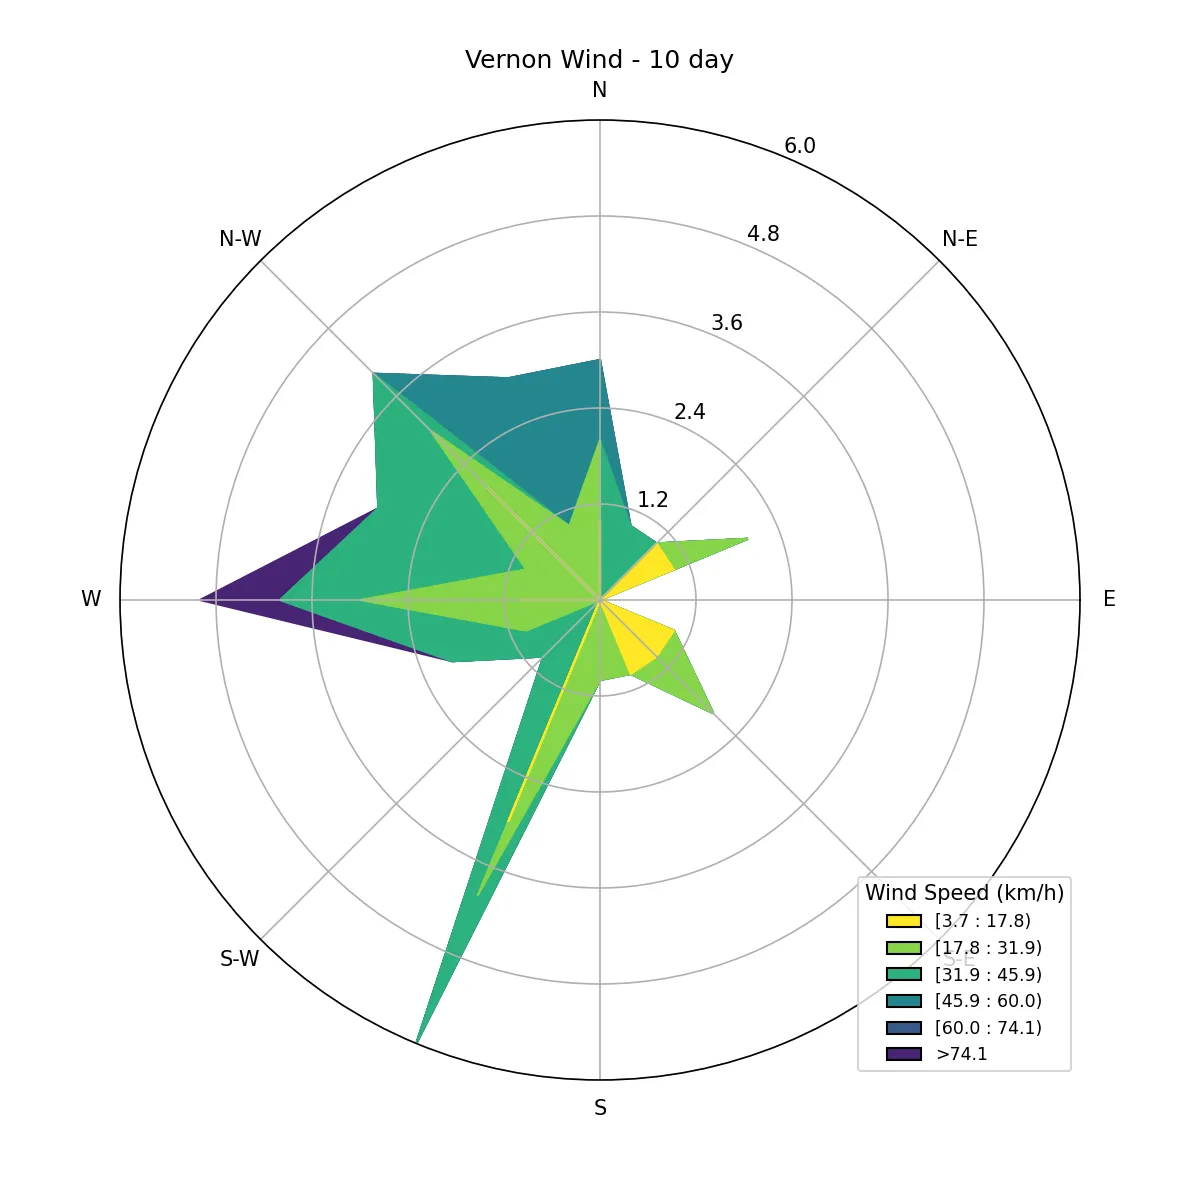 Vernon Wind - 10 day
N
6.0
N-W
4.8
N-E
3.6
2.4
1.2
W
E
Wind Speed (km/h)
[3.7 : 17.8)
[17.8 : 31.9)
S-W
S-E
[31.9 : 45.9)
[45.9 : 60.0)
[60.0 : 74.1)
>74.1
S